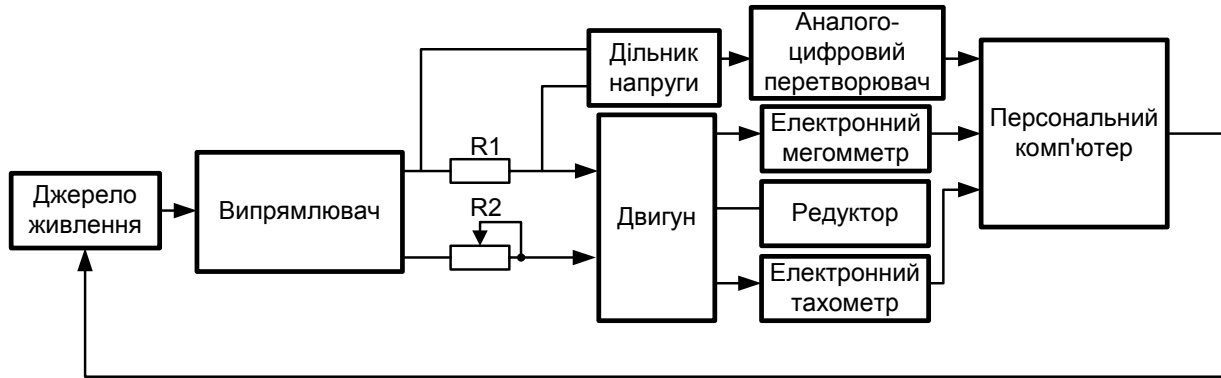 Джерело
живлення
Випрямлювач
R1
R2
Дільник
напруги
Двигун
Аналого-
цифровий
перетворювач
Електронний
мегомметр
Редуктор
Електронний
тахометр
Персональний
комп'ютер